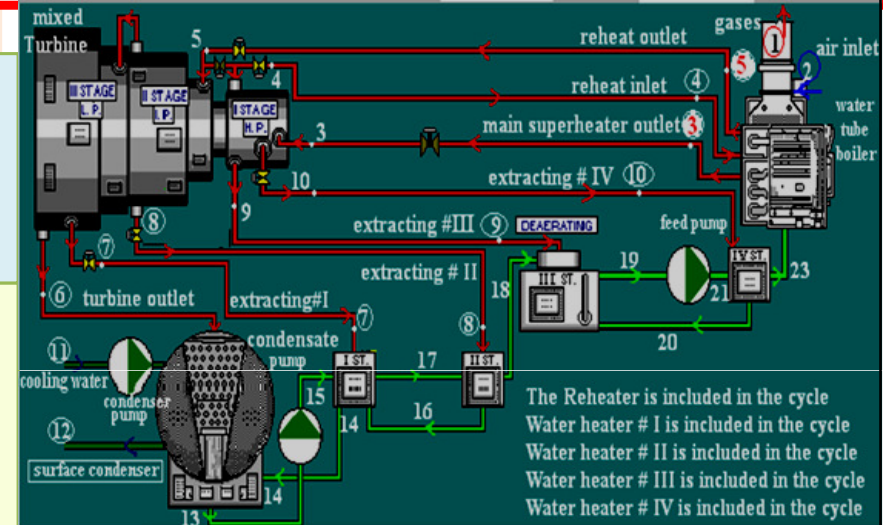 mixed
Turbine
gases
1
air inlet
2
5
reheat outlet
5
4
reheat inlet
4
III STAGE
L. P.
II STAGE
I. P.
I STAGE
H. P.
3
main superheater outlet
3
water
tube
boiler
10
extracting # IV
10
9
extracting #III
9
DEAERATING
feed pump
8
7
extracting # II
18
19
21
IV ST.
23
III ST.
6
turbine outlet
extracting#I
7
8
20
11
cooling water
condenser
pump
condensate
pump
I ST.
II ST.
17
15
16
14
12
surface condenser
14
13
The Reheater is included in the cycle
Water heater # I is included in the cycle
Water heater # II is included in the cycle
Water heater # III is included in the cycle
Water heater # IV is included in the cycle